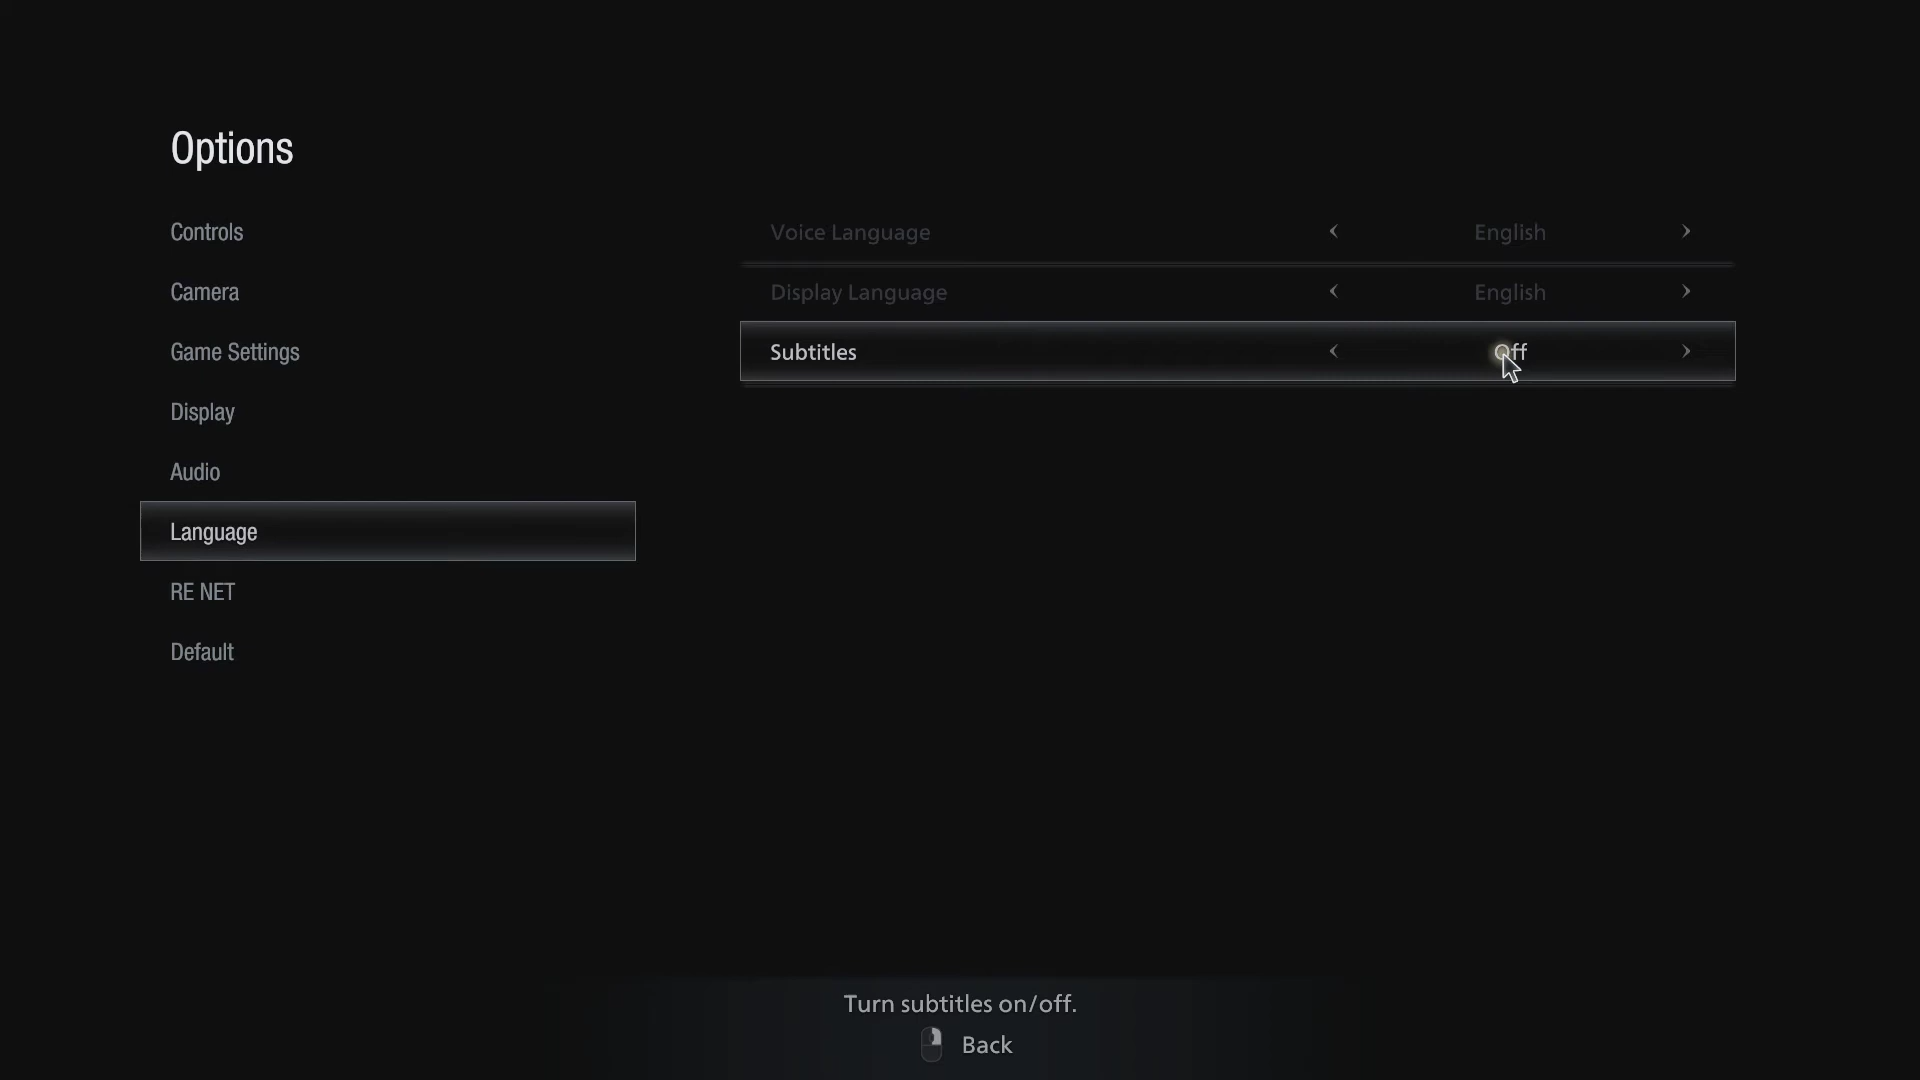 Options
Controls
Camera
Game Settings
Display
Audio
Language
RE NET
Default
Voice Language English
Display Language English
Subtitles Off
Turn subtitles on/off.
Back